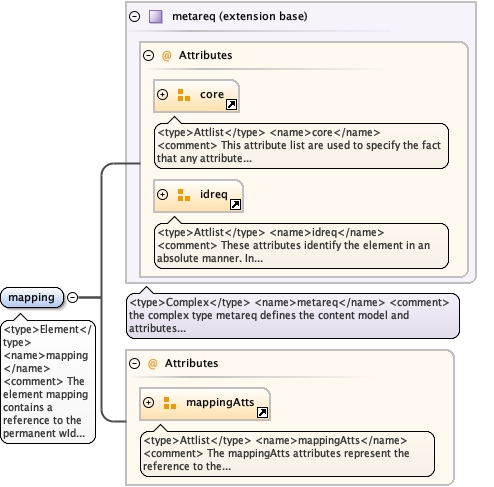 metareq (extension base)
@ Attributes
core
<type>Attlist</type> <name>core</name>
<comment> This attribute list are used to specify the fact
that any attribute...
idreq
<type>Attlist</type> <name>idreq</name>
<comment> These attributes identify the element in an
absolute manner. In...
mapping
<type>Element</
type>
<name>mapping
</name>
<comment> The
element mapping
contains a
reference to the
permanent wId...
<type>Complex</type> <name>metareq</name> <comment>
the complex type metareq defines the content model and
attributes...
@ Attributes
mappingAtts
<type>Attlist</type> <name>mappingAtts</name>
<comment> The mappingAtts attributes represent the
reference to the...